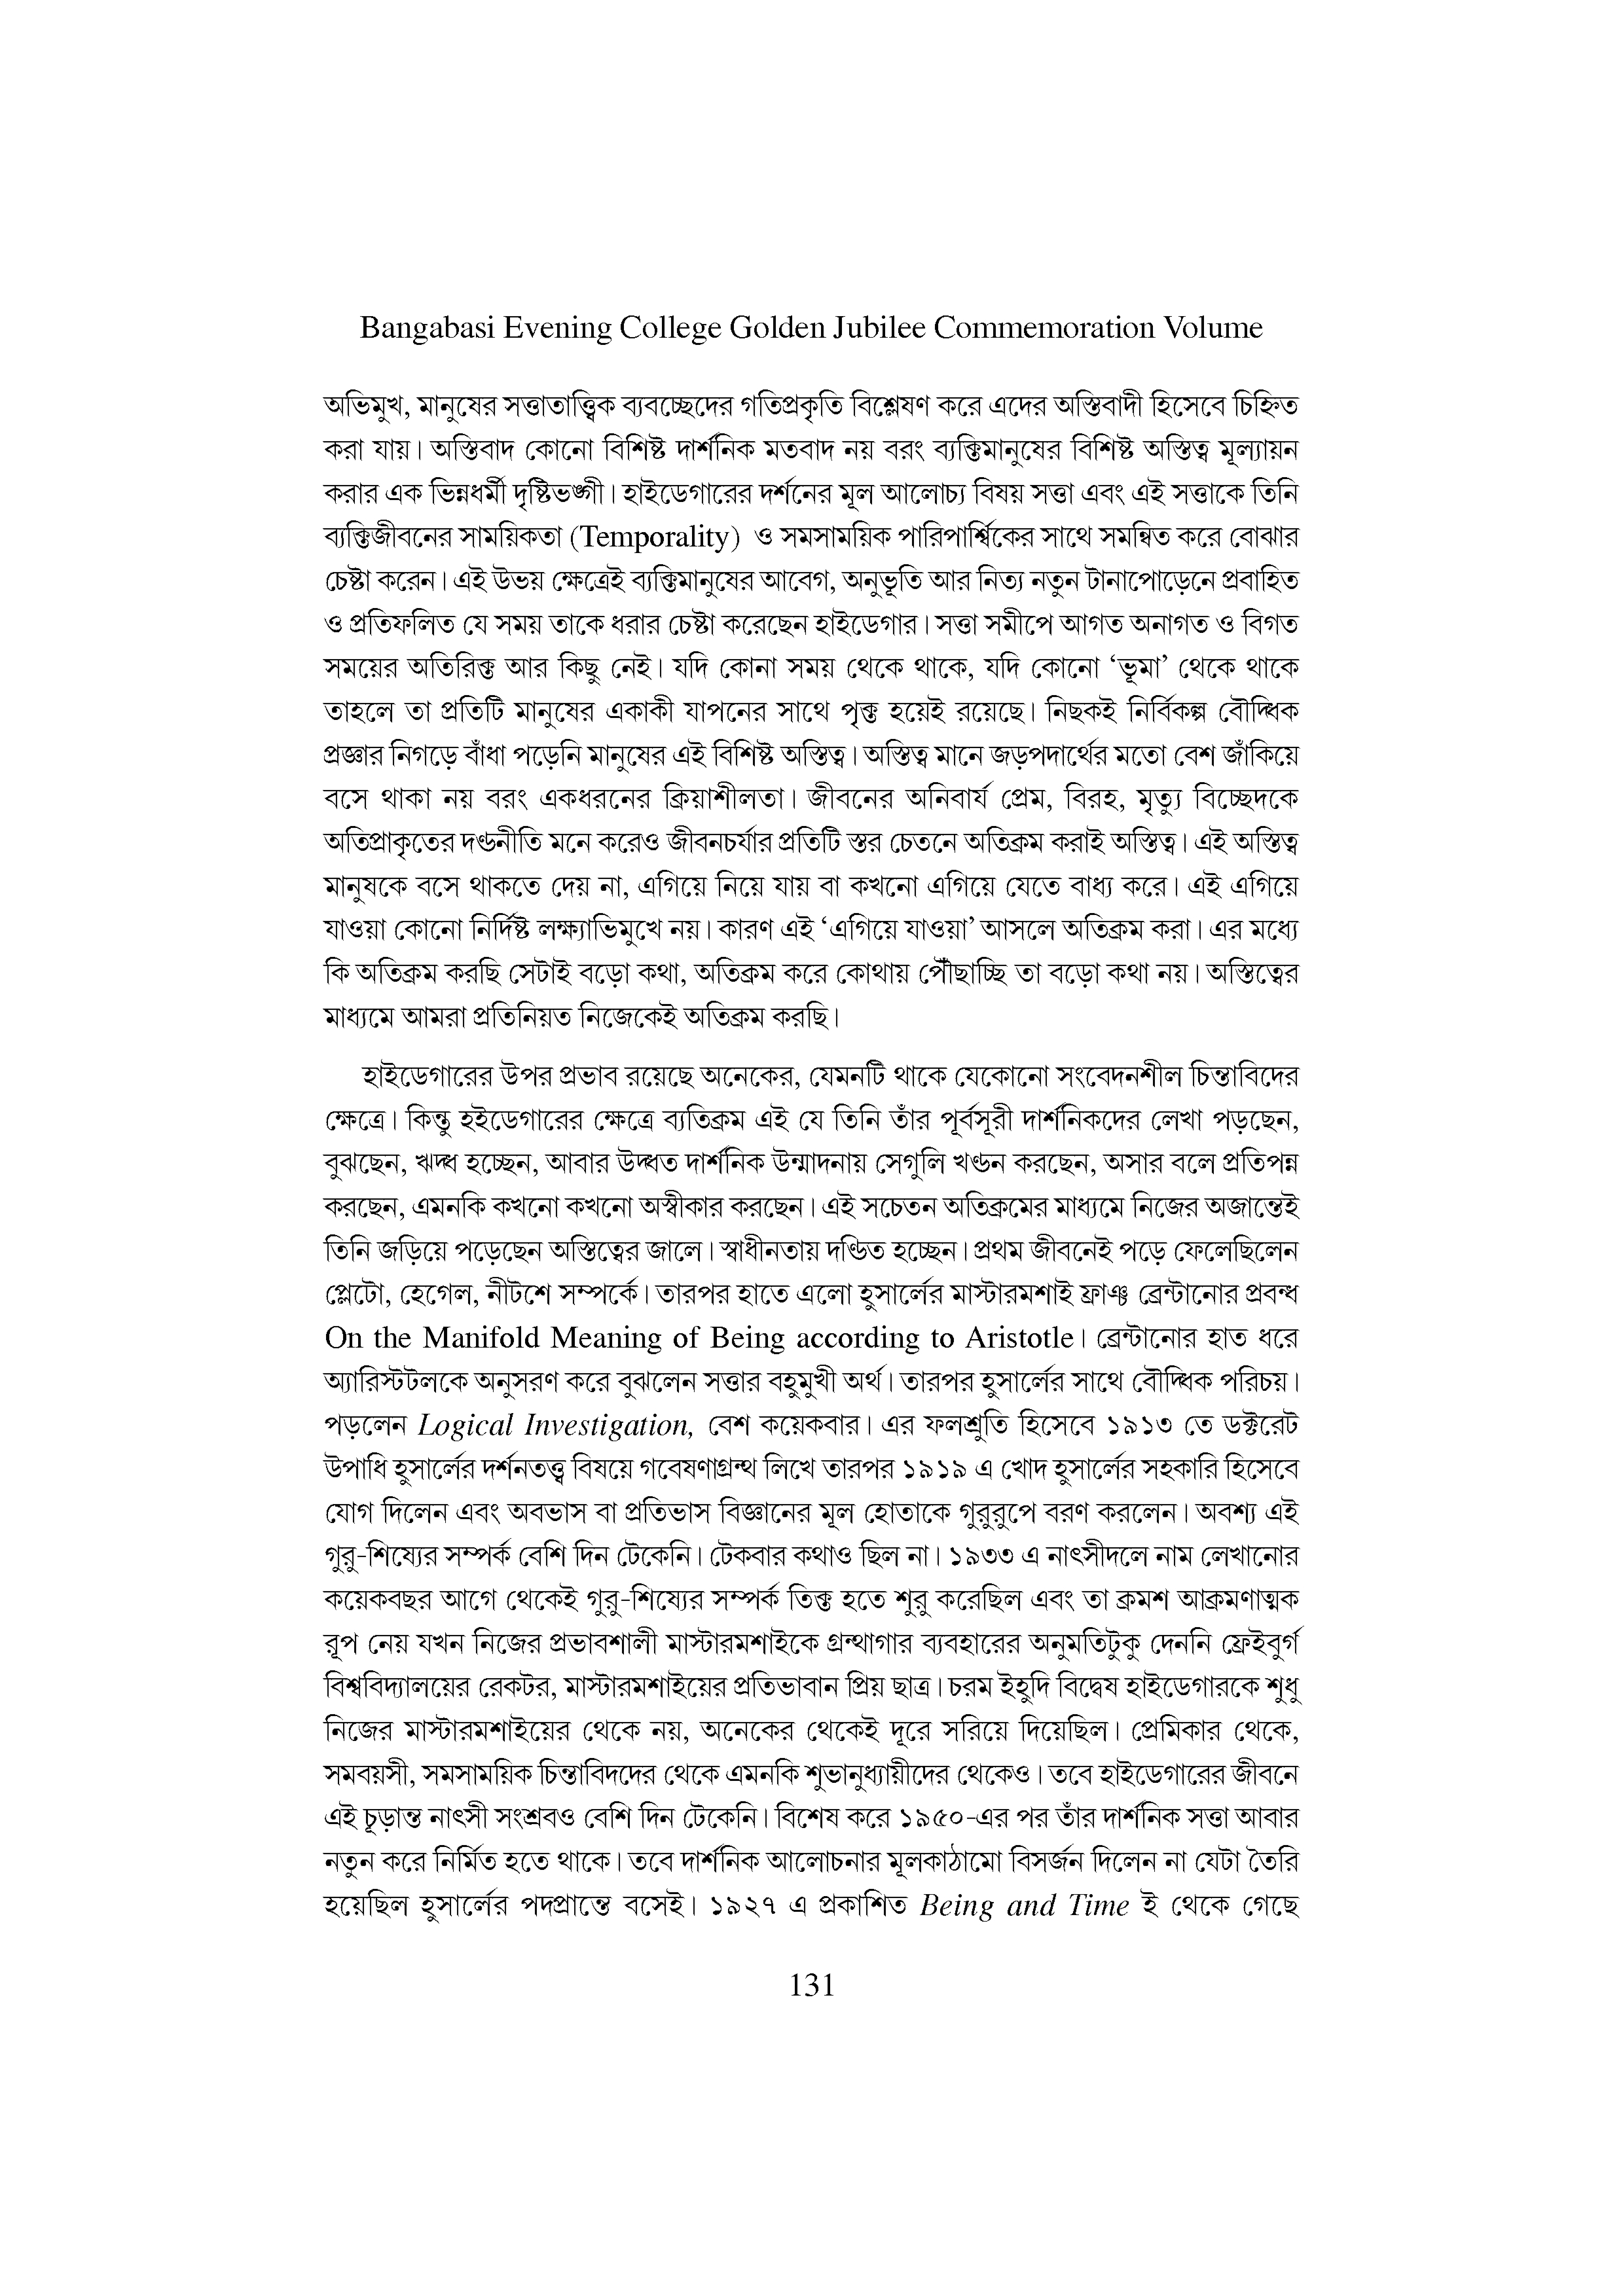 Bangabasi Evening College Golden Jubilee Commemoration Volume
অভিমুখ, মানুষের সত্তাতাত্ত্বিক ব্যবচ্ছেদের গতিপ্রকৃতি বিশ্লেষণ করে এদের অস্তিবাদী হিসেবে চিহ্নিত
করা যায়। অস্তিবাদ কোনো বিশিষ্ট দার্শনিক মতবাদ নয় বরং ব্যক্তিমানুষের বিশিষ্ট অস্তিত্ব মূল্যায়ন
করার এক ভিন্নধর্মী দৃষ্টিভঙ্গী। হাইডেগারের দর্শনের মূল আলোচ্য বিষয় সত্তা এবং এই সত্তাকে তিনি
ব্যক্তিজীবনের সাময়িকতা (Temporality) ও সমসাময়িক পারিপার্শ্বিকের সাথে সমন্বিত করে বোঝার
চেষ্টা করেন। এই উভয় ক্ষেত্রেই ব্যক্তিমানুষের আবেগ, অনুভূতি আর নিত্য নতুন টানাপোড়েনে প্রবাহিত
ও প্রতিফলিত যে সময় তাকে ধরার চেষ্টা করেছেন হাইডেগার। সত্তা সমীপে আগত অনাগত ও বিগত
সময়ের অতিরিক্ত আর কিছু নেই। যদি কোনা সময় থেকে থাকে, যদি কোনো ‘ভূমা’ থেকে থাকে
তাহলে তা প্রতিটি মানুষের একাকী যাপনের সাথে পৃক্ত হয়েই রয়েছে। নিছকই নির্বিকল্প বৌদ্ধিক
প্রজ্ঞার নিগড়ে বাঁধা পড়েনি মানুষের এই বিশিষ্ট অস্তিত্ব। অস্তিত্ব মানে জড়পদার্থের মতো বেশ জাঁকিয়ে
বসে থাকা নয় বরং একধরনের ক্রিয়াশীলতা। জীবনের অনিবার্য প্রেম, বিরহ, মৃত্যু বিচ্ছেদকে
অতিপ্রাকৃতের দণ্ডনীতি মনে করেও জীবনচর্যার প্রতিটি স্তর চেতনে অতিক্রম করাই অস্তিত্ব। এই অস্তিত্ব
মানুষকে বসে থাকতে দেয় না, এগিয়ে নিয়ে যায় বা কখনো এগিয়ে যেতে বাধ্য করে। এই এগিয়ে
যাওয়া কোনো নির্দিষ্ট লক্ষ্যাভিমুখে নয়। কারণ এই ‘এগিয়ে যাওয়া’ আসলে অতিক্রম করা। এর মধ্যে
কি অতিক্রম করছি সেটাই বড়ো কথা, অতিক্রম করে কোথায় পৌঁছাচ্ছি তা বড়ো কথা নয়। অস্তিত্বের
মাধ্যমে আমরা প্রতিনিয়ত নিজেকেই অতিক্রম করছি।
হাইডেগারের উপর প্রভাব রয়েছে অনেকের, যেমনটি থাকে যেকোনো সংবেদনশীল চিন্তাবিদের
ক্ষেত্রে। কিন্তু হইডেগারের ক্ষেত্রে ব্যতিক্রম এই যে তিনি তাঁর পূর্বসূরী দার্শনিকদের লেখা পড়ছেন,
বুঝছেন, ঋদ্ধ হচ্ছেন, আবার উদ্ধত দার্শনিক উন্মাদনায় সেগুলি খণ্ডন করছেন, অসার বলে প্রতিপন্ন
করছেন, এমনকি কখনো কখনো অস্বীকার করছেন। এই সচেতন অতিক্রমের মাধ্যমে নিজের অজান্তেই
তিনি জড়িয়ে পড়েছেন অস্তিত্বের জালে। স্বাধীনতায় দণ্ডিত হচ্ছেন। প্রথম জীবনেই পড়ে ফেলেছিলেন
প্লেটো, হেগেল, নীটশে সম্পর্কে। তারপর হাতে এলো হুসার্লের মাস্টারমশাই ফ্রাঞ্জ ব্রেন্টানোর প্রবন্ধ
On the Manifold Meaning of Being according to Aristotle। ব্রেন্টানোর হাত ধরে
অ্যারিস্টটলকে অনুসরণ করে বুঝলেন সত্তার বহুমুখী অর্থ। তারপর হুসার্লের সাথে বৌদ্ধিক পরিচয়।
পড়লেন Logical Investigation, বেশ কয়েকবার। এর ফলশ্রুতি হিসেবে ১৯১৩ তে ডক্টরেট
উপাধি হুসার্লের দর্শনতত্ত্ব বিষয়ে গবেষণাগ্রন্থ লিখে তারপর ১৯১৯ এ খোদ হুসার্লের সহকারি হিসেবে
যোগ দিলেন এবং অবভাস বা প্রতিভাস বিজ্ঞানের মূল হোতাকে গুরুরুপে বরণ করলেন। অবশ্য এই
গুরু-শিষ্যের সম্পর্ক বেশি দিন টেকেনি। টেকবার কথাও ছিল না। ১৯৩৩ এ নাৎসীদলে নাম লেখানোর
কয়েকবছর আগে থেকেই গুরু-শিষ্যের সম্পর্ক তিক্ত হতে শুরু করেছিল এবং তা ক্রমশ আক্রমণাত্মক
রূপ নেয় যখন নিজের প্রভাবশালী মাস্টারমশাইকে গ্রন্থাগার ব্যবহারের অনুমতিটুকু দেননি ফ্রেইবুর্গ
বিশ্ববিদ্যালয়ের রেকটর, মাস্টারমশাইয়ের প্রতিভাবান প্রিয় ছাত্র। চরম ইহুদি বিদ্বেষ হাইডেগারকে শুধু
নিজের মাস্টারমশাইয়ের থেকে নয়, অনেকের থেকেই দূরে সরিয়ে দিয়েছিল। প্রেমিকার থেকে,
সমবয়সী, সমসাময়িক চিন্তাবিদদের থেকে এমনকি শুভানুধ্যায়ীদের থেকেও। তবে হাইডেগারের জীবনে
এই চূড়ান্ত নাৎসী সংশ্রবও বেশি দিন টেকেনি। বিশেষ করে ১৯৫০-এর পর তাঁর দার্শনিক সত্তা আবার
নতুন করে নির্মিত হতে থাকে। তবে দার্শনিক আলোচনার মূলকাঠামো বিসর্জন দিলেন না যেটা তৈরি
হয়েছিল হুসার্লের পদপ্রান্তে বসেই। ১৯২৭ এ প্রকাশিত Being and Time ই থেকে গেছে
131